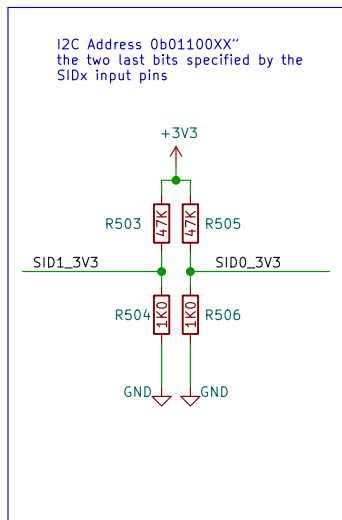 I2C Address 0b01100XX"
the two last bits specified by the
SIDx input pins
+3V3
R503 47K 47K R505
SID1_3V3 SID0_3V3
R504 1K0 1K0 R506
GND GND